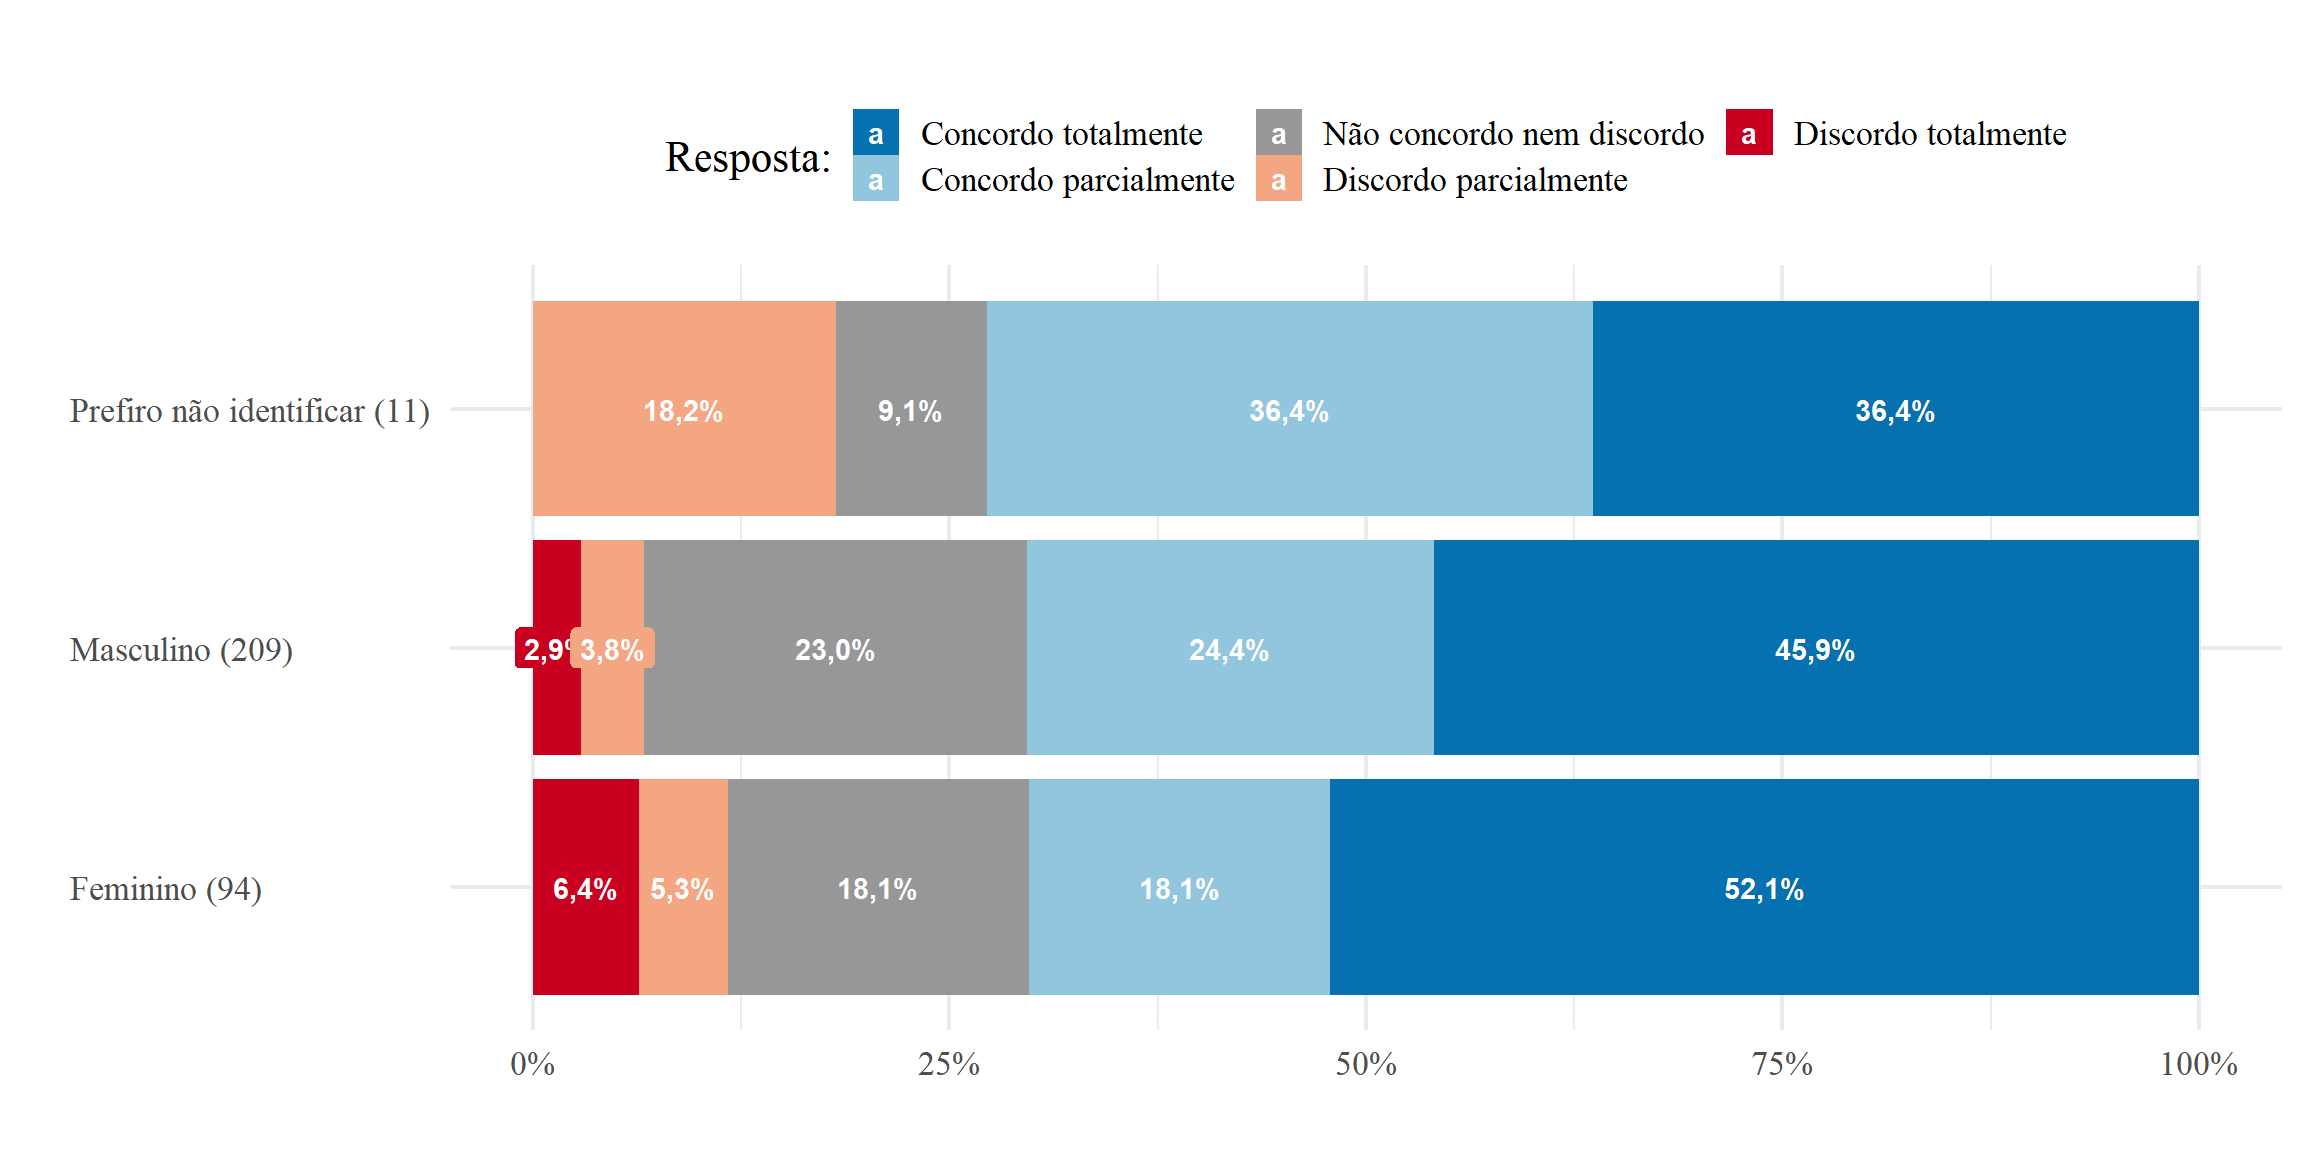 Resposta:
a Concordo totalmente a Não concordo nem discordo a Discordo totalmente
a Concordo parcialmente a Discordo parcialmente
Prefiro não identificar (11) 18,2% 9,1% 36,4% 36,4%
Masculino (209) 2,9% 3,8% 23,0% 24,4% 45,9%
Feminino (94) 6,4% 5,3% 18,1% 18,1% 52,1%
0% 25% 50% 75% 100%